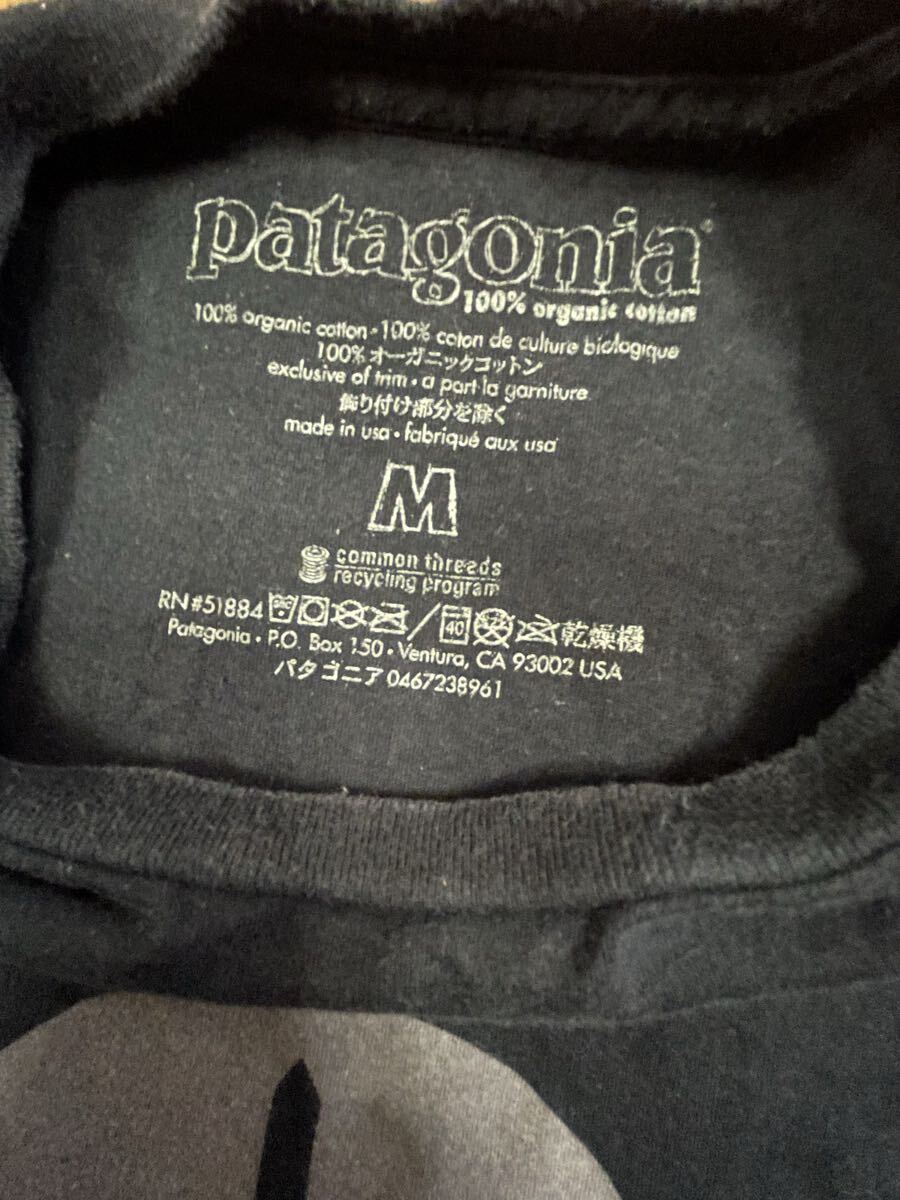 patagonia®
100% organic cotton
100% organic cotton • 100% coton de culture biologique
100% オーガニックコットン
exclusive of trim • a part la garniture
飾り付け部分を除く
made in usa • fabriqué aux usa
M
common threads
recycling program
RN#51884 / 40 乾燥機
Patagonia • P.O. Box 150 • Ventura, CA 93002 USA
パタゴニア 0467238961